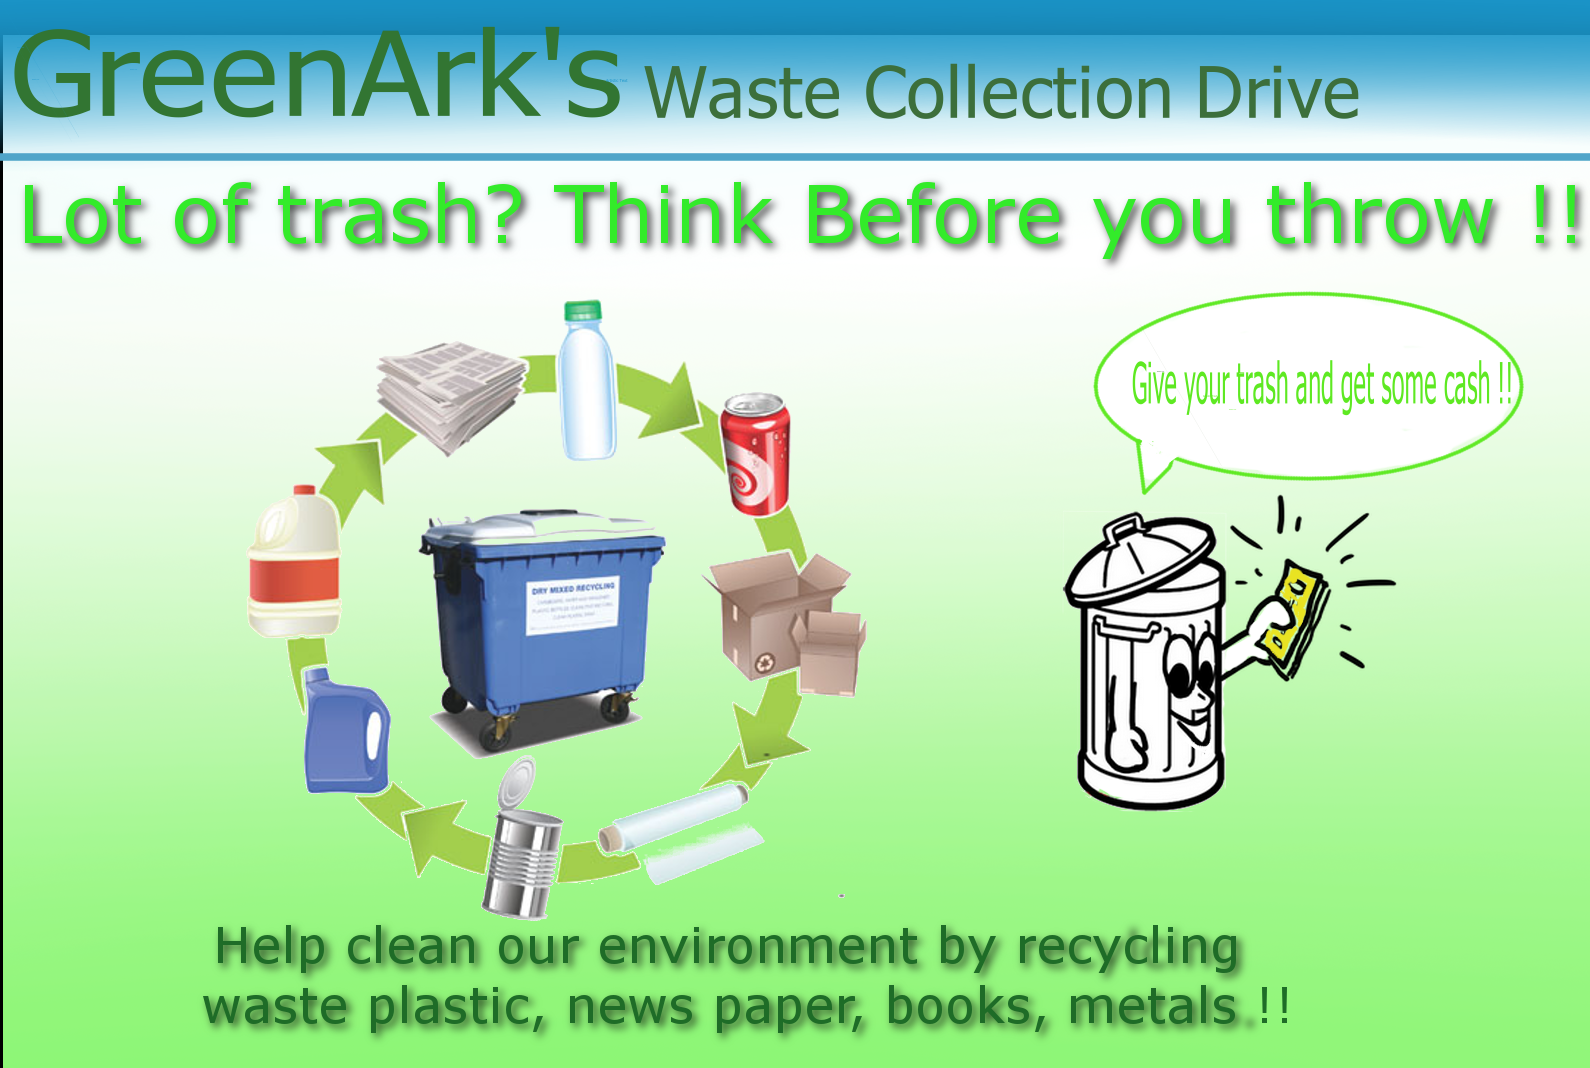 GreenArk's Waste Collection Drive
Lot of trash? Think Before you throw !!
Give your trash and get some cash !!
DRY MIXED RECYCLING
Help clean our environment by recycling
waste plastic, news paper, books, metals.!!